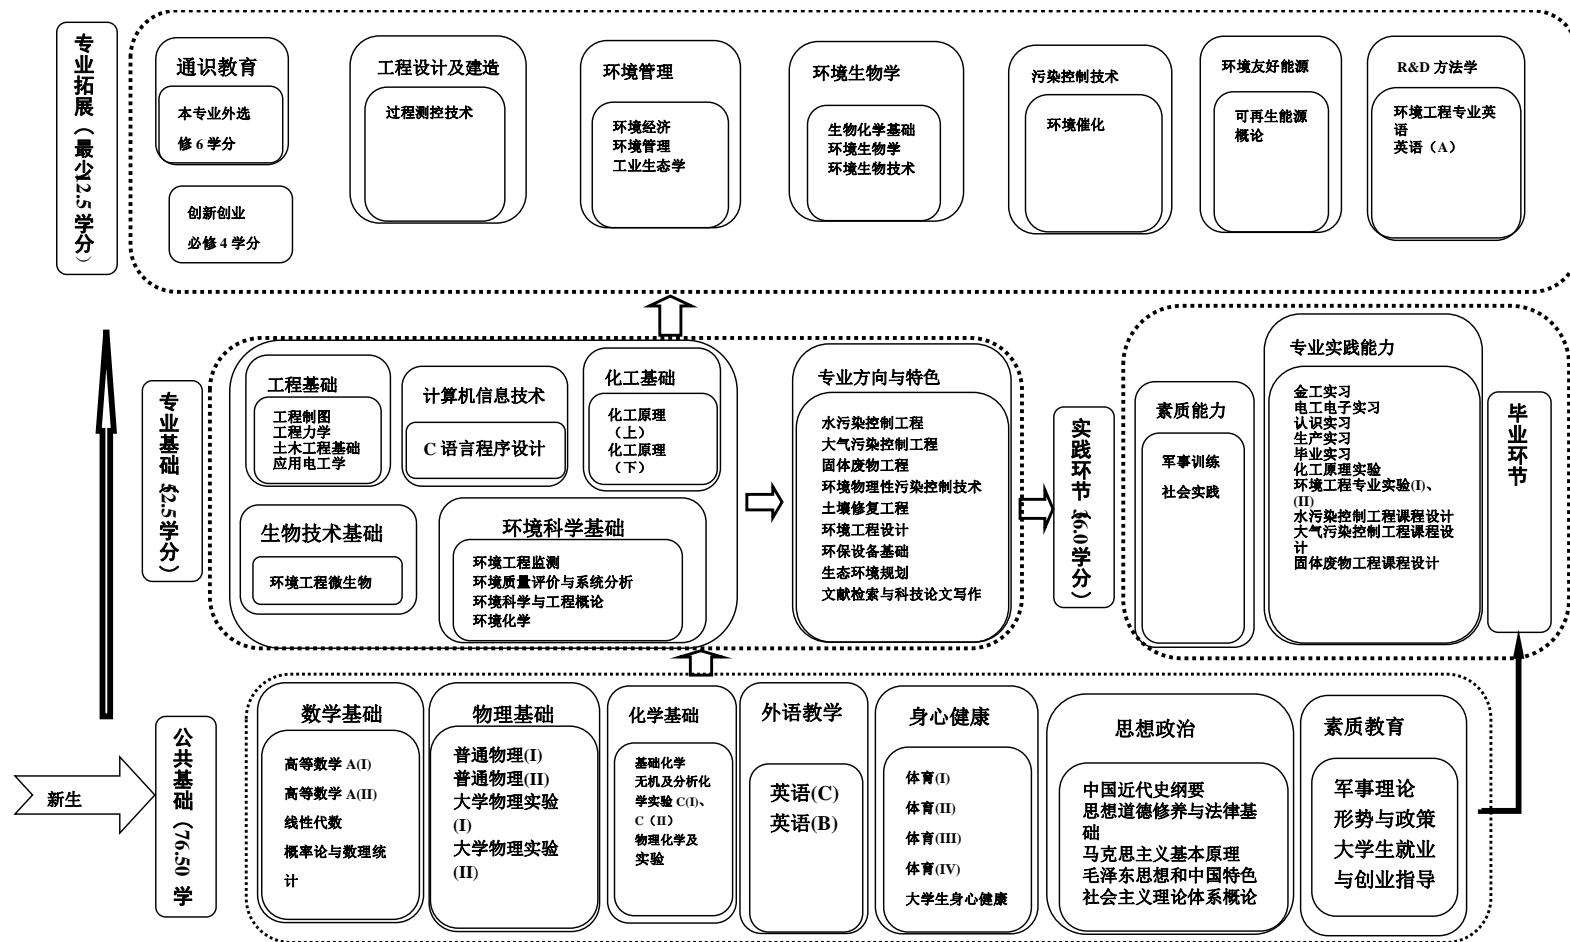 专业拓展（最少12.5 学分）
通识教育
本专业外选
修 6 学分
创新创业
必修 4 学分
工程设计及建造
过程测控技术
环境管理
环境经济
环境管理
工业生态学
环境生物学
生物化学基础
环境生物学
环境生物技术
污染控制技术
环境催化
环境友好能源
可再生能源
概论
R&D 方法学
环境工程专业英
语
英语（A）
专业基础（52.5 学分）
工程基础
工程制图
工程力学
土木工程基础
应用电工学
计算机信息技术
C 语言程序设计
化工基础
化工原理
（上）
化工原理
（下）
生物技术基础
环境工程微生物
环境科学基础
环境工程监测
环境质量评价与系统分析
环境科学与工程概论
环境化学
专业方向与特色
水污染控制工程
大气污染控制工程
固体废物工程
环境物理性污染控制技术
土壤修复工程
环境工程设计
环保设备基础
生态环境规划
文献检索与科技论文写作
实践环节（36.0 学分）
素质能力
军事训练
社会实践
专业实践能力
金工实习
电工电子实习
认识实习
生产实习
毕业实习
化工原理实验
环境工程专业实验(I)、
(II)
水污染控制工程课程设计
大气污染控制工程课程设
计
固体废物工程课程设计
毕业环节
新生
公共基础（76.50 学
数学基础
高等数学 A(I)
高等数学 A(II)
线性代数
概率论与数理统
计
物理基础
普通物理(I)
普通物理(II)
大学物理实验
(I)
大学物理实验
(II)
化学基础
基础化学
无机及分析化
学实验 C(I)、
C（II）
物理化学及
实验
外语教学
英语(C)
英语(B)
身心健康
体育(I)
体育(II)
体育(III)
体育(IV)
大学生身心健康
思想政治
中国近代史纲要
思想道德修养与法律基
础
马克思主义基本原理
毛泽东思想和中国特色
社会主义理论体系概论
素质教育
军事理论
形势与政策
大学生就业
与创业指导